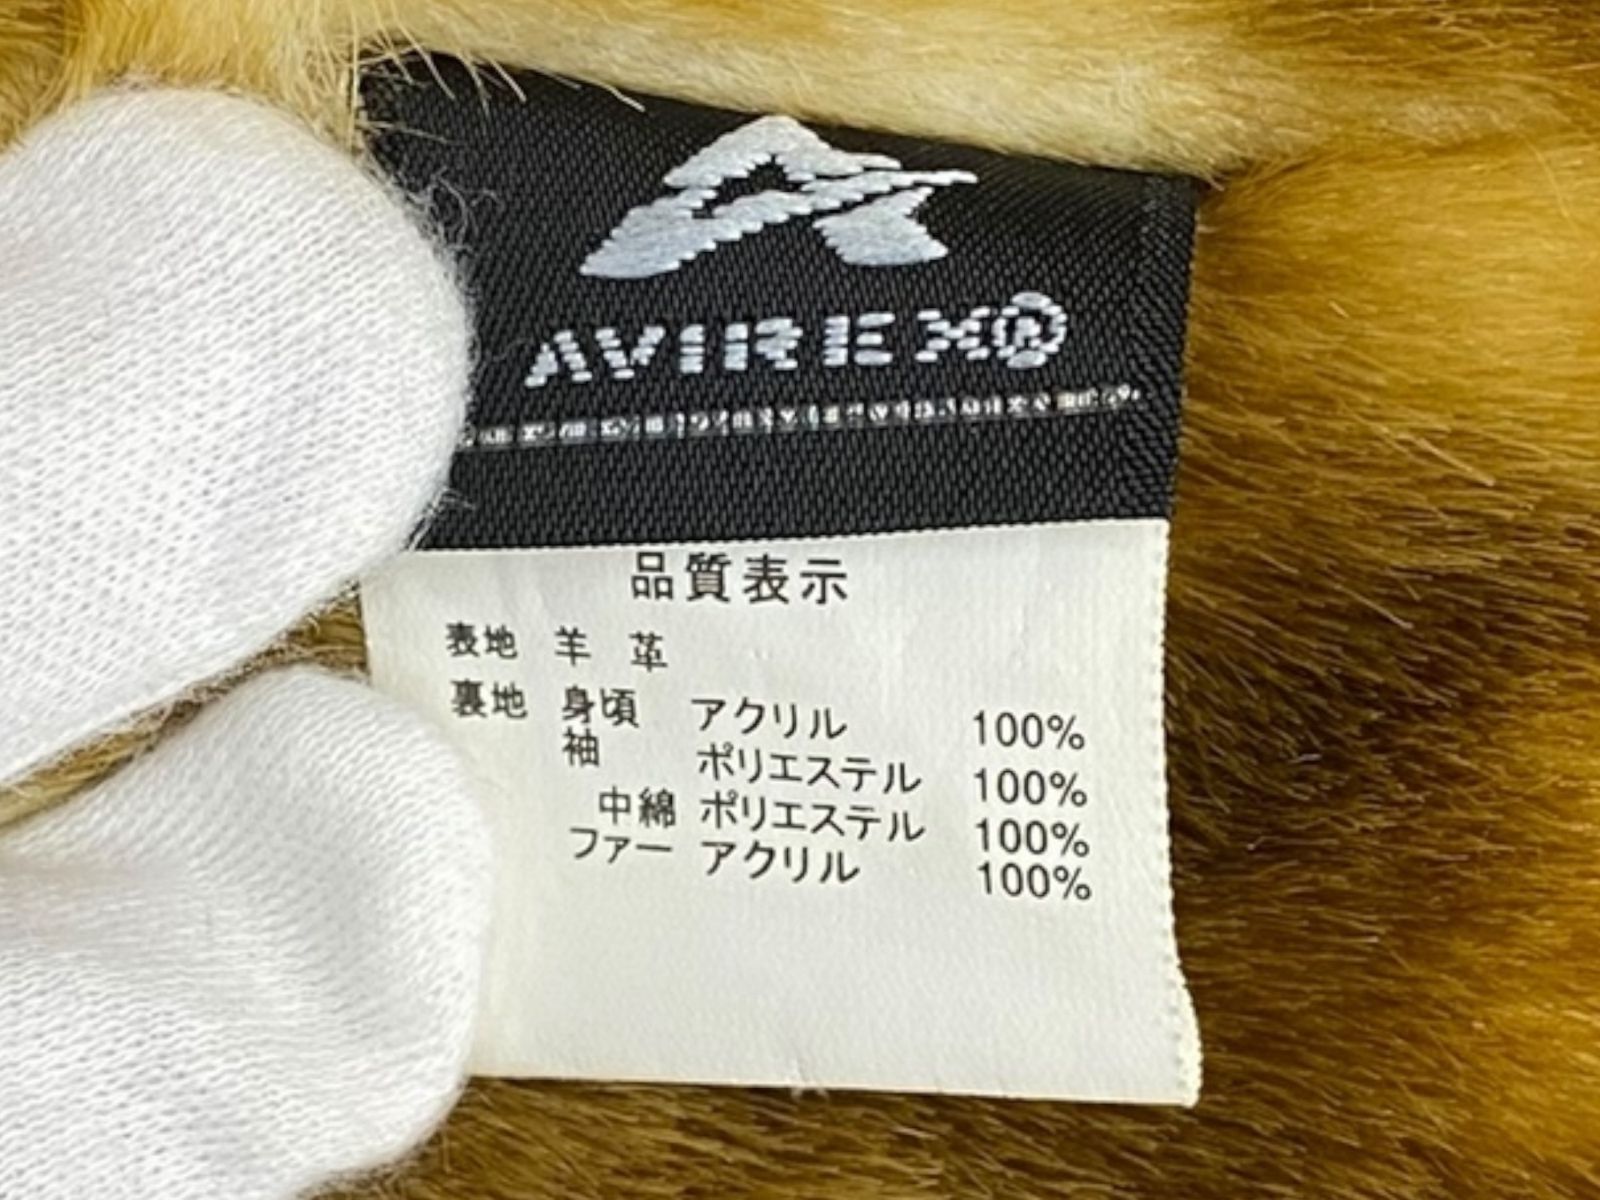 AVIREX®
品質表示
表地 羊 革
裏地 身頃 アクリル 100%
袖 ポリエステル 100%
中綿 ポリエステル 100%
ファー アクリル 100%